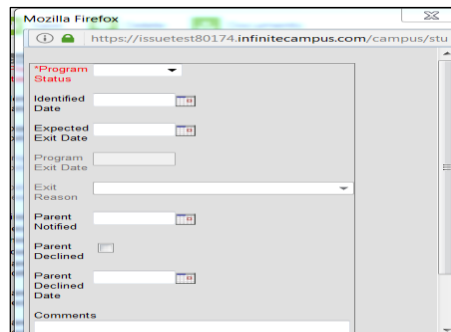 Mozilla Firefox
https://issuetest80174.infinitecampus.com/campus/stu
*Program
Status
Identified
Date
Expected
Exit Date
Program
Exit Date
Exit
Reason
Parent
Notified
Parent
Declined
Parent
Declined
Date
Comments